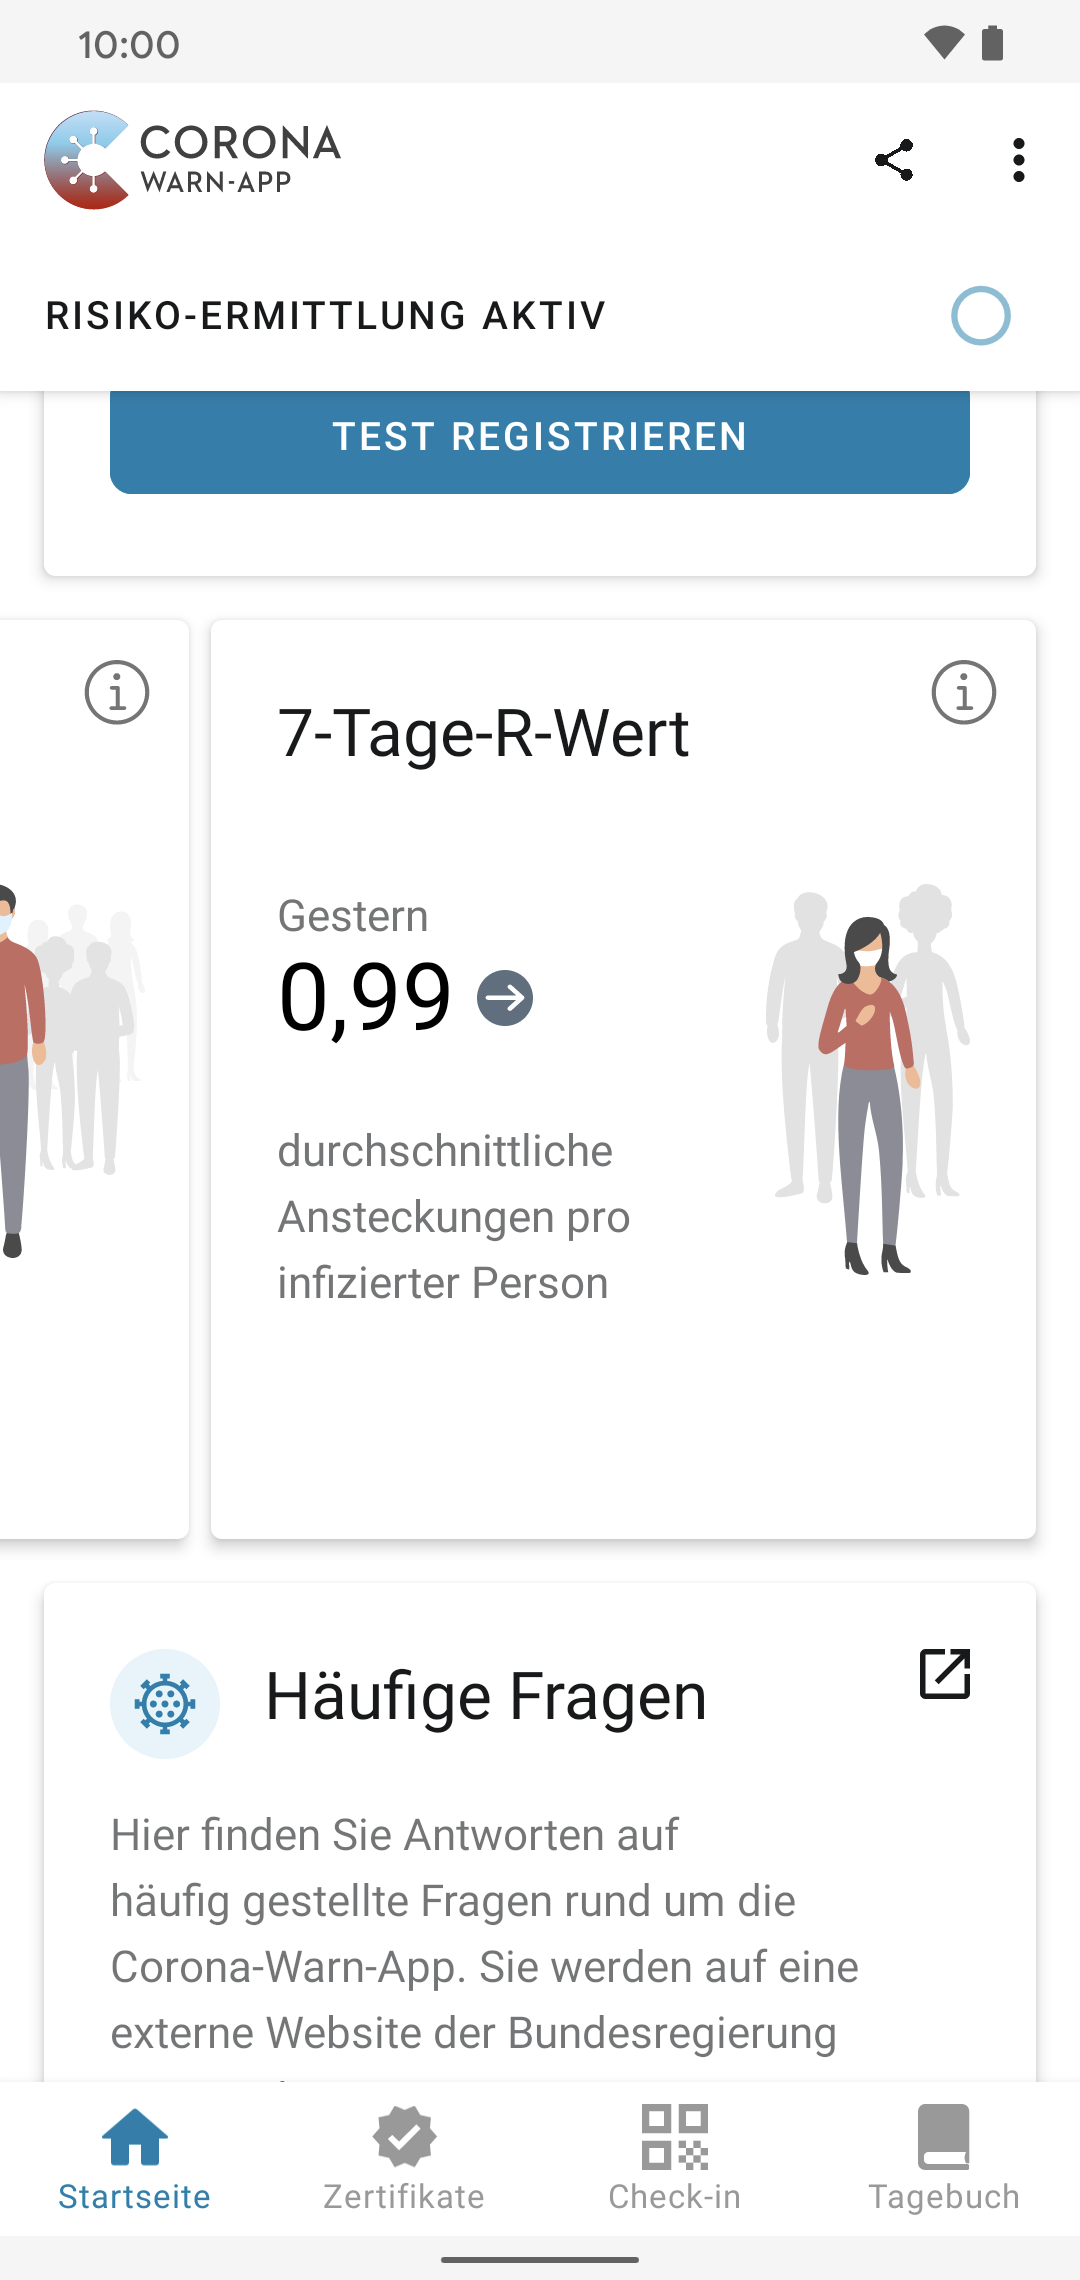 10:00
CORONA
WARN-APP
RISIKO-ERMITTLUNG AKTIV
TEST REGISTRIEREN
7-Tage-R-Wert
Gestern
0,99
durchschnittliche
Ansteckungen pro
infizierter Person
Häufige Fragen
Hier finden Sie Antworten auf
häufig gestellte Fragen rund um die
Corona-Warn-App. Sie werden auf eine
externe Website der Bundesregierung
Startseite
Zertifikate
Check-in
Tagebuch